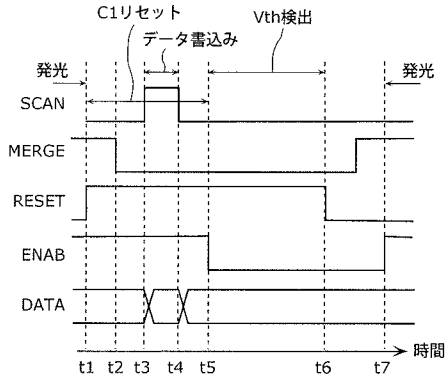 C1リセット
データ書込み
Vth検出
発光
発光
SCAN
MERGE
RESET
ENAB
DATA
時間
t1 t2 t3 t4 t5 t6 t7